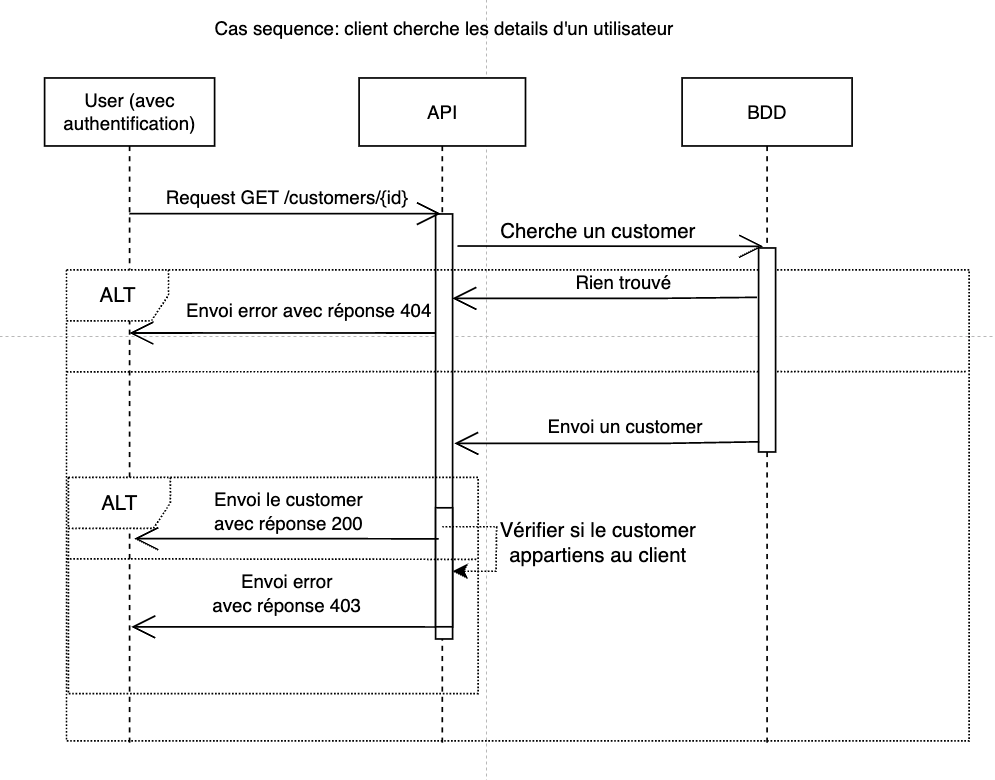 Cas sequence: client cherche les details d'un utilisateur
User (avec
authentification)
API
BDD
Request GET /customers/{id}
Cherche un customer
ALT
Rien trouvé
Envoi error avec réponse 404
Envoi un customer
ALT
Envoi le customer
avec réponse 200
Vérifier si le customer
appartiens au client
Envoi error
avec réponse 403